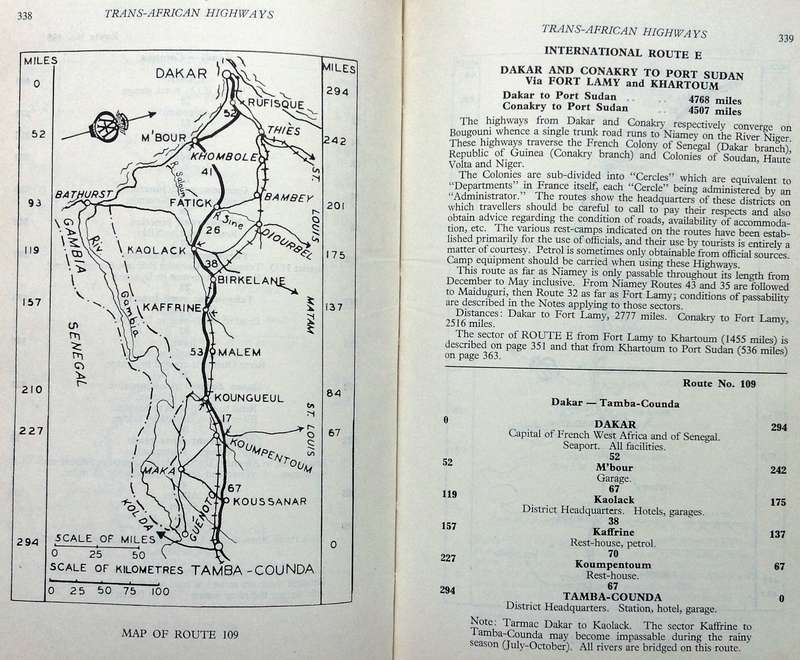 338
TRANS-AFRICAN HIGHWAYS
MILES
MILES
0
DAKAR
294
RUFISQUE
52
52
M'BOUR
THIÈS
242
KHOMBOLE
41
R. Saloum
ST. LOUIS
BATHURST
93
FATIGK
BAMBEY
201
R. Sine
26
DIOURBEL
GAMBIA
Riv. Gambia
119
KAOLACK
175
38
BIRKELANE
157
KAFFRINE
137
MATAM
SENEGAL
53
MALEM
210
KOUNGUEUL
84
17
ST. LOUIS
227
67
KOUMPENTOUM
MAKA
67
KOUSSANAR
GUÉNOTO
KOLDA
294
SCALE OF MILES
0
0 25 50
SCALE OF KILOMETRES
TAMBA-COUNDA
0 25 50 75 100
MAP OF ROUTE 109
TRANS-AFRICAN HIGHWAYS
339
INTERNATIONAL ROUTE E
DAKAR AND CONAKRY TO PORT SUDAN
Via FORT LAMY and KHARTOUM
Dakar to Port Sudan .. .. 4768 miles
Conakry to Port Sudan .. 4507 miles
The highways from Dakar and Conakry respectively converge on
Bougouni whence a single trunk road runs to Niamey on the River Niger.
These highways traverse the French Colony of Senegal (Dakar branch),
Republic of Guinea (Conakry branch) and Colonies of Soudan, Haute
Volta and Niger.
The Colonies are sub-divided into "Cercles" which are equivalent to
"Departments" in France itself, each "Cercle" being administered by an
"Administrator." The routes show the headquarters of these districts on
which travellers should be careful to call to pay their respects and also
obtain advice regarding the condition of roads, availability of accommoda-
tion, etc. The various rest-camps indicated on the routes have been estab-
lished primarily for the use of officials, and their use by tourists is entirely a
matter of courtesy. Petrol is sometimes only obtainable from official sources.
Camp equipment should be carried when using these Highways.
This route as far as Niamey is only passable throughout its length from
December to May inclusive. From Niamey Routes 43 and 35 are followed
to Maiduguri, then Route 32 as far as Fort Lamy; conditions of passability
are described in the Notes applying to those sectors.
Distances: Dakar to Fort Lamy, 2777 miles. Conakry to Fort Lamy,
2516 miles.
The sector of ROUTE E from Fort Lamy to Khartoum (1455 miles) is
described on page 351 and that from Khartoum to Port Sudan (536 miles)
on page 363.
Route No. 109
Dakar — Tamba-Counda
0 DAKAR 294
Capital of French West Africa and of Senegal.
Seaport. All facilities.
52
52 M'bour 242
Garage.
67
119 Kaolack 175
District Headquarters. Hotels, garages.
38
157 Kaffrine 137
Rest-house, petrol.
70
227 Koumpentoum 67
Rest-house.
67
294 TAMBA-COUNDA 0
District Headquarters. Station, hotel, garage.
Note: Tarmac Dakar to Kaolack. The sector Kaffrine to
Tamba-Counda may become impassable during the rainy
season (July-October). All rivers are bridged on this route.